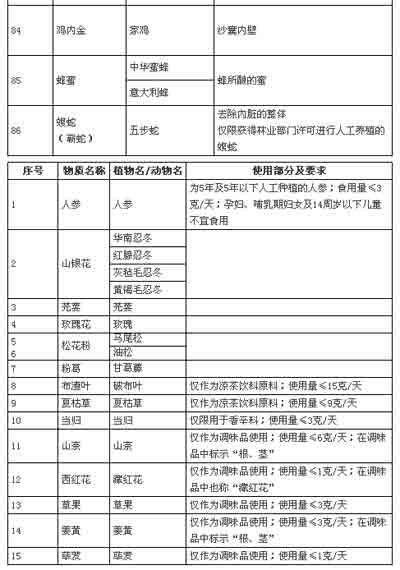 84 鸡内金 家鸡 沙囊内壁
85 蜂蜜 中华蜜蜂 蜂所酿的蜜
意大利蜂
86 蝮蛇 五步蛇 去除内脏的整体
(蕲蛇) 仅限获得林业部门许可进行人工养殖的
蝮蛇
序号 物质名称 植物名/动物名 使用部分及要求
1 人参 人参 为5年及5年以下人工种植的人参；食用量≤3
克/天；孕妇、哺乳期妇女及14周岁以下儿童
不宜食用
2 山银花 华南忍冬
红腺忍冬
灰毡毛忍冬
黄褐毛忍冬
3 芫荽 芫荽
4 玫瑰花 玫瑰
5 松花粉 马尾松
6 油松
7 粉葛 甘葛藤
8 布渣叶 破布叶 仅作为凉茶饮料原料；使用量≤15克/天
9 夏枯草 夏枯草 仅作为凉茶饮料原料；使用量≤9克/天
10 当归 当归 仅限用于香辛料；使用量≤3克/天
11 山奈 山奈 仅作为调味品使用；使用量≤6克/天；在调味
品中标示“根、茎”
12 西红花 藏红花 仅作为调味品使用；使用量≤1克/天；在调味
品中也称“藏红花”
13 草果 草果 仅作为调味品使用；使用量≤3克/天
14 姜黄 姜黄 仅作为调味品使用；使用量≤3克/天；在调味
品中标示“根、茎”
15 荜茇 荜茇 仅作为调味品使用；使用量≤1克/天